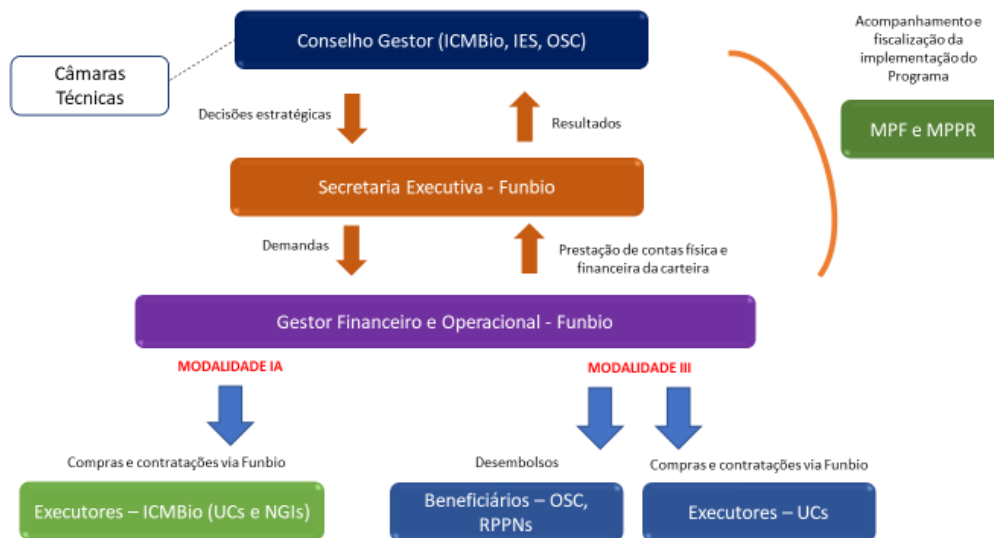 Conselho Gestor (ICMBio, IES, OSC)
Câmaras
Técnicas
Acompanhamento e
fiscalização da
implementação do
Programa
MPF e MPPR
Decisões estratégicas
Resultados
Secretaria Executiva - Funbio
Demandas
Prestação de contas física e
financeira da carteira
Gestor Financeiro e Operacional - Funbio
MODALIDADE IA
MODALIDADE III
Compras e contratações via Funbio
Desembolsos
Compras e contratações via Funbio
Executores – ICMBio (UCs e NGIs)
Beneficiários – OSC,
RPPNs
Executores – UCs